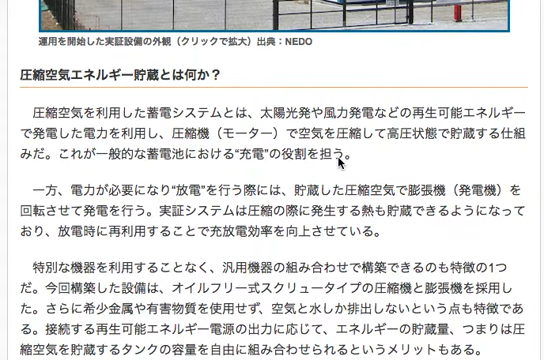 運用を開始した実証設備の外観（クリックで拡大）出典：NEDO
圧縮空気エネルギー貯蔵とは何か？
圧縮空気を利用した蓄電システムとは、太陽光発や風力発電などの再生可能エネルギー
で発電した電力を利用し、圧縮機（モーター）で空気を圧縮して高圧状態で貯蔵する仕組
みだ。これが一般的な蓄電池における“充電”の役割を担う。
一方、電力が必要になり“放電”を行う際には、貯蔵した圧縮空気で膨張機（発電機）を
回転させて発電を行う。実証システムは圧縮の際に発生する熱も貯蔵できるようになって
おり、放電時に再利用することで充放電効率を向上させている。
特別な機器を利用することなく、汎用機器の組み合わせで構築できるのも特徴の1つ
だ。今回構築した設備は、オイルフリー式スクリュータイプの圧縮機と膨張機を採用し
た。さらに希少金属や有害物質を使用せず、空気と水しか排出しないという点も特徴であ
る。接続する再生可能エネルギー電源の出力に応じて、エネルギーの貯蔵量、つまりは圧
縮空気を貯蔵するタンクの容量を自由に組み合わせられるというメリットもある。